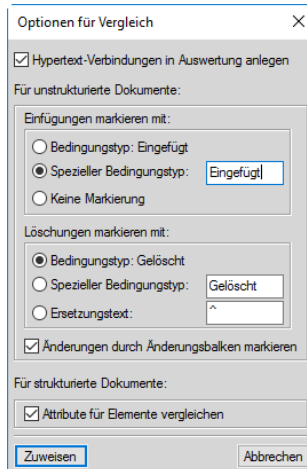 Optionen für Vergleich
Hypertext-Verbindungen in Auswertung anlegen
Für unstrukturierte Dokumente:
Einfügungen markieren mit:
Bedingungstyp: Eingefügt
Spezieller Bedingungstyp: Eingefügt
Keine Markierung
Löschungen markieren mit:
Bedingungstyp: Gelöscht
Spezieller Bedingungstyp: Gelöscht
Ersetzungstext: ^
Änderungen durch Änderungsbalken markieren
Für strukturierte Dokumente:
Attribute für Elemente vergleichen
Zuweisen Abbrechen